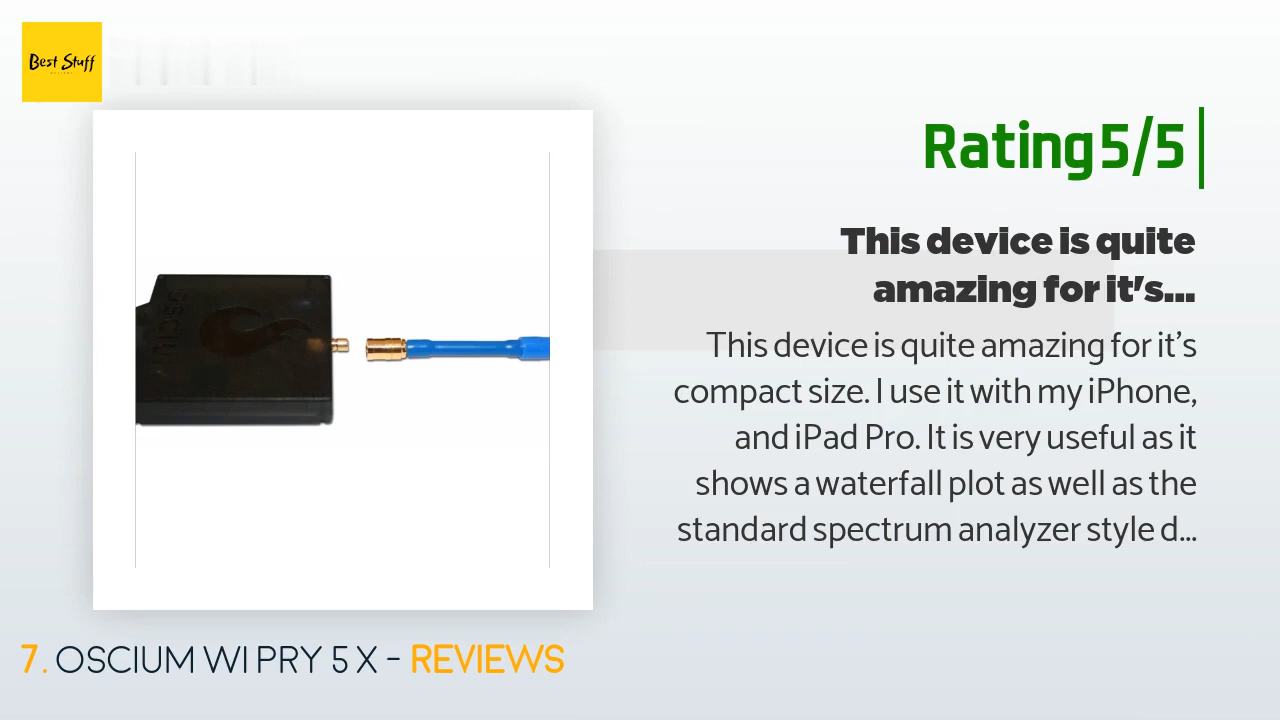 Best Stuff
Rating 5/5
This device is quite
amazing for it's...
This device is quite amazing for it's
compact size. I use it with my iPhone,
and iPad Pro. It is very useful as it
shows a waterfall plot as well as the
standard spectrum analyzer style d...
7. OSCIUM WI PRY 5 X - REVIEWS